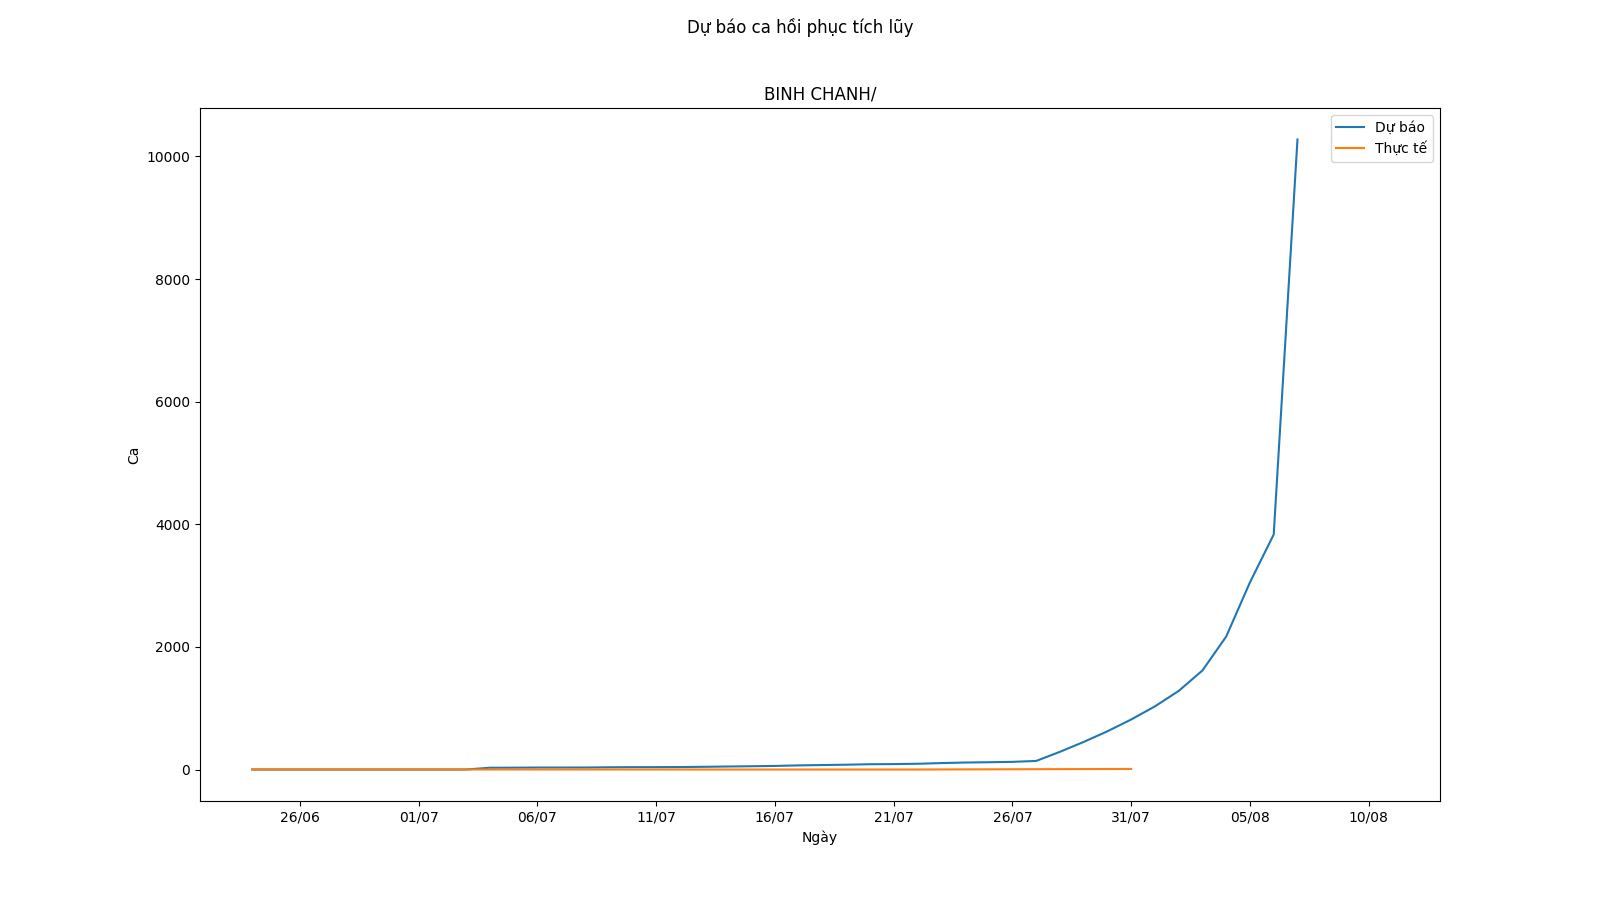 Dự báo ca hồi phục tích lũy
BINH CHANH/
Dự báo
Thực tế
10000
8000
6000
4000
2000
0
Ca
26/06 01/07 06/07 11/07 16/07 21/07 26/07 31/07 05/08 10/08
Ngày